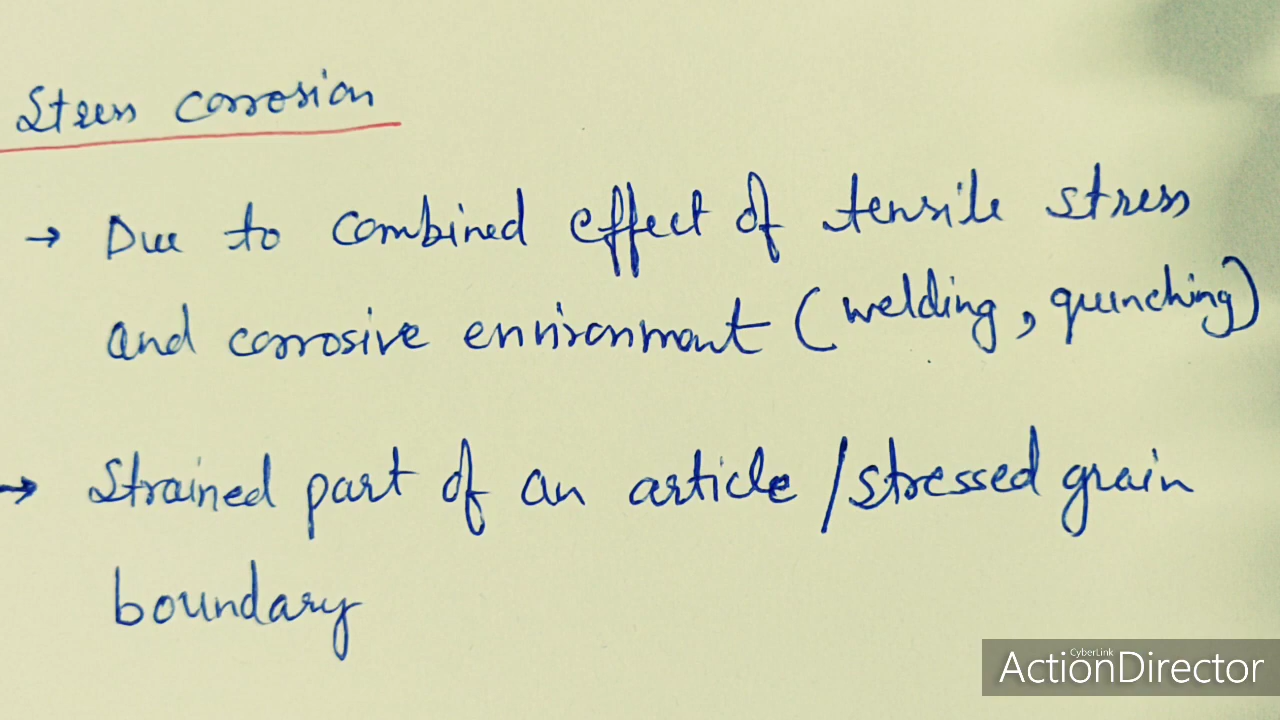 Stress corrosion
→ Due to combined effect of tensile stress
and corrosive environment (welding, quinching)
→ Strained part of an article / stressed grain
boundary
CyberLink
ActionDirector